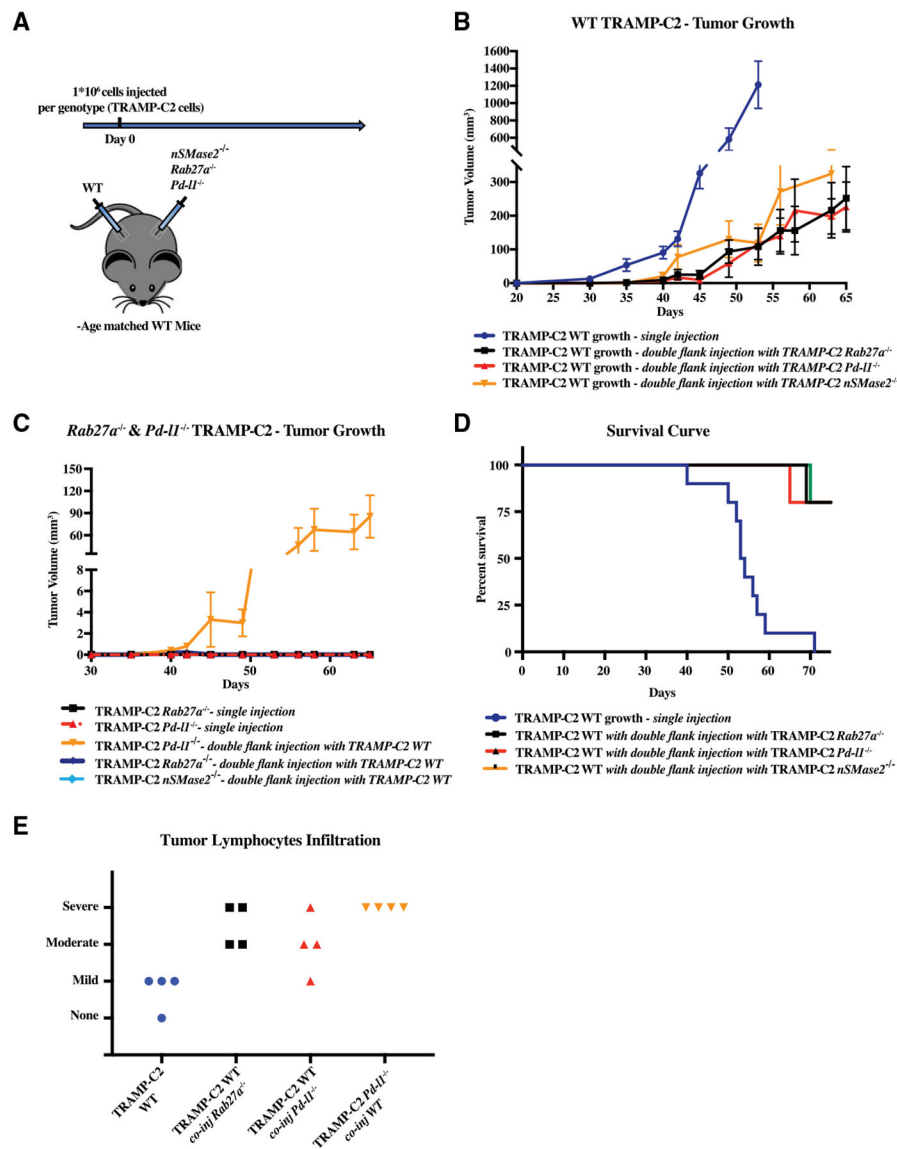 A
1*10⁶ cells injected
per genotype (TRAMP-C2 cells)
Day 0
WT
nSMase2⁻/⁻
Rab27a⁻/⁻
Pd-l1⁻/⁻
-Age matched WT Mice
B
WT TRAMP-C2 - Tumor Growth
Tumor Volume (mm³)
1600
1400
1200
1000
800
600
300
200
100
0
20 25 30 35 40 45 50 55 60 65
Days
TRAMP-C2 WT growth - single injection
TRAMP-C2 WT growth - double flank injection with TRAMP-C2 Rab27a⁻/⁻
TRAMP-C2 WT growth - double flank injection with TRAMP-C2 Pd-l1⁻/⁻
TRAMP-C2 WT growth - double flank injection with TRAMP-C2 nSMase2⁻/
C
Rab27a⁻/⁻ & Pd-l1⁻/⁻ TRAMP-C2 - Tumor Growth
Tumor Volume (mm³)
150
120
90
60
8
6
4
2
0
30 40 50 60
Days
TRAMP-C2 Rab27a⁻/⁻- single injection
TRAMP-C2 Pd-l1⁻/⁻- single injection
TRAMP-C2 Pd-l1⁻/⁻- double flank injection with TRAMP-C2 WT
TRAMP-C2 Rab27a⁻/⁻- double flank injection with TRAMP-C2 WT
TRAMP-C2 nSMase2⁻/⁻- double flank injection with TRAMP-C2 WT
D
Survival Curve
Percent survival
100
75
50
25
0
0 10 20 30 40 50 60 70
Days
TRAMP-C2 WT growth - single injection
TRAMP-C2 WT with double flank injection with TRAMP-C2 Rab27a⁻/⁻
TRAMP-C2 WT with double flank injection with TRAMP-C2 Pd-l1⁻/⁻
TRAMP-C2 WT with double flank injection with TRAMP-C2 nSMase2⁻/⁻
E
Tumor Lymphocytes Infiltration
Severe
Moderate
Mild
None
TRAMP-C2
WT
TRAMP-C2 WT
co-inj Rab27a⁻/⁻
TRAMP-C2 WT
co-inj Pd-l1⁻/⁻
TRAMP-C2 Pd-l1⁻/⁻
co-inj WT